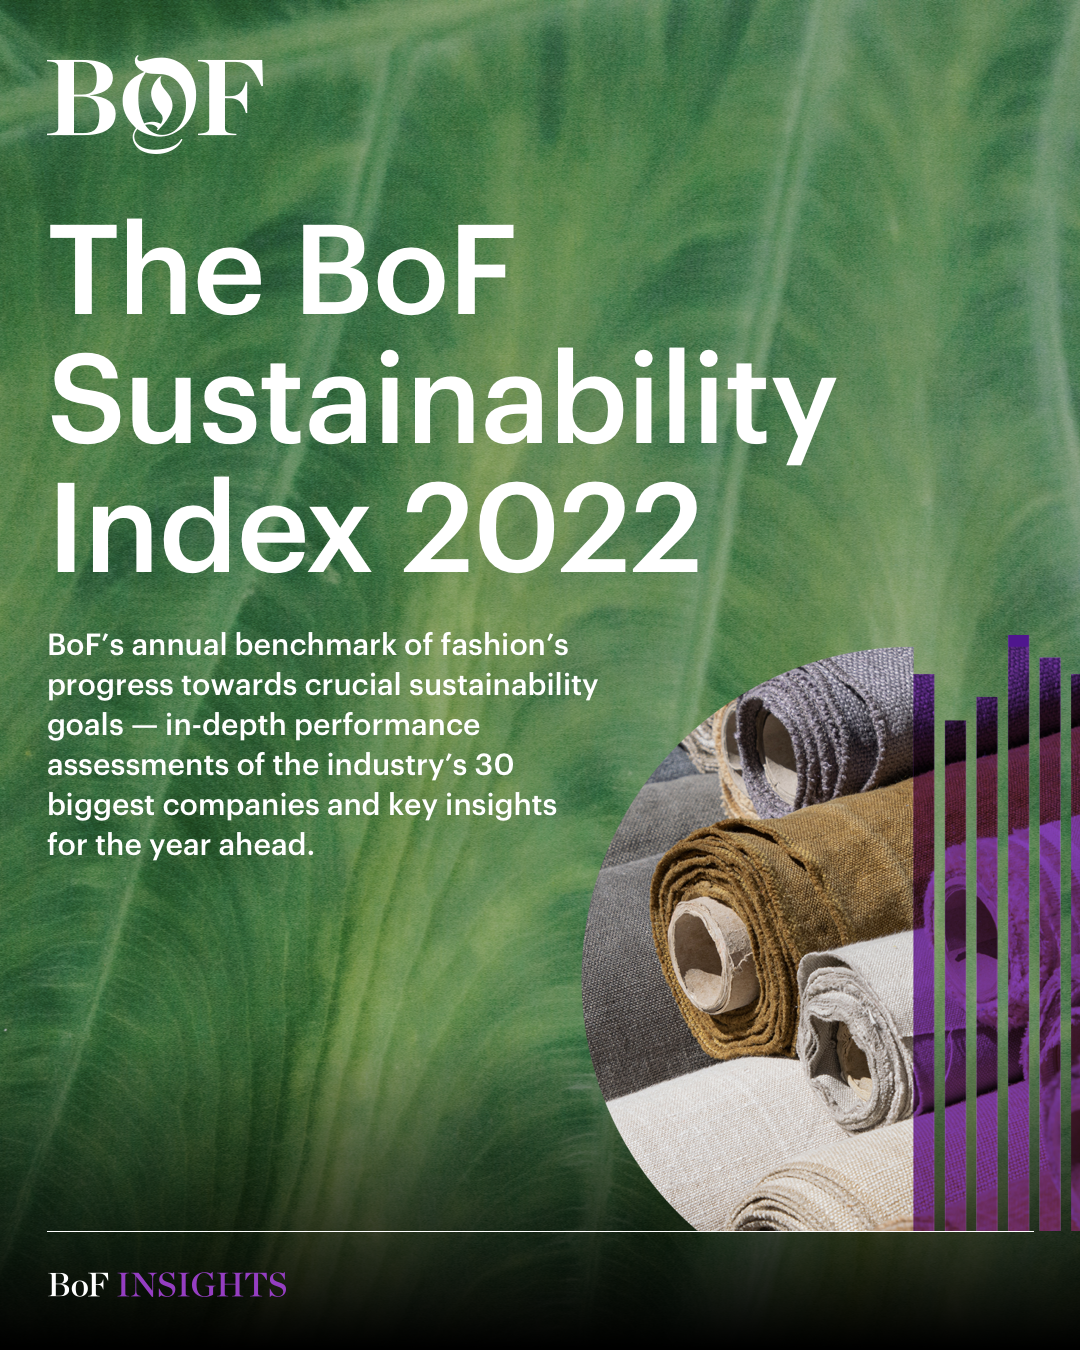 BOF
The BoF
Sustainability
Index 2022
BoF’s annual benchmark of fashion’s
progress towards crucial sustainability
goals — in-depth performance
assessments of the industry’s 30
biggest companies and key insights
for the year ahead.
BoF INSIGHTS